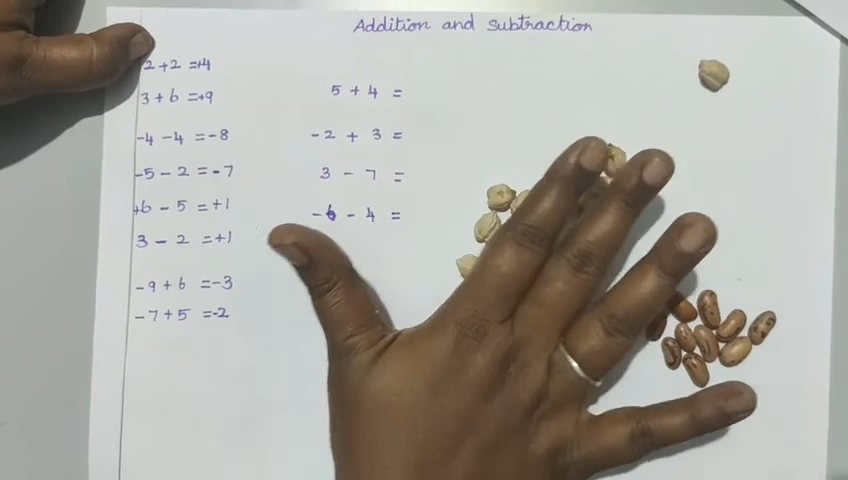 Addition and subtraction
2 + 2 = +4
3 + 6 = +9
-4 - 4 = -8
-5 - 2 = -7
+6 - 5 = +1
3 - 2 = +1
-9 + 6 = -3
-7 + 5 = -2
5 + 4 =
-2 + 3 =
3 - 7 =
-6 - 4 =